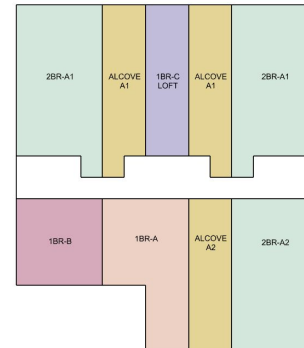 2BR-A1
ALCOVE
A1
1BR-C
LOFT
ALCOVE
A1
2BR-A1
1BR-B
1BR-A
ALCOVE
A2
2BR-A2